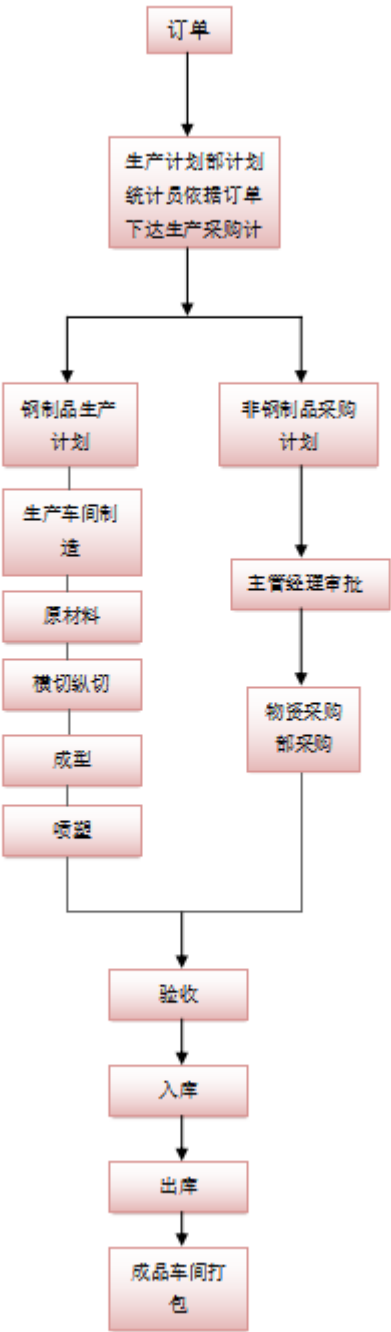 订单
生产计划部计划
统计员依据订单
下达生产采购计
钢制品生产
计划
非钢制品采购
计划
生产车间制
造
主管经理审批
原材料
横切纵切
物资采购
部采购
成型
喷塑
验收
入库
出库
成品车间打
包